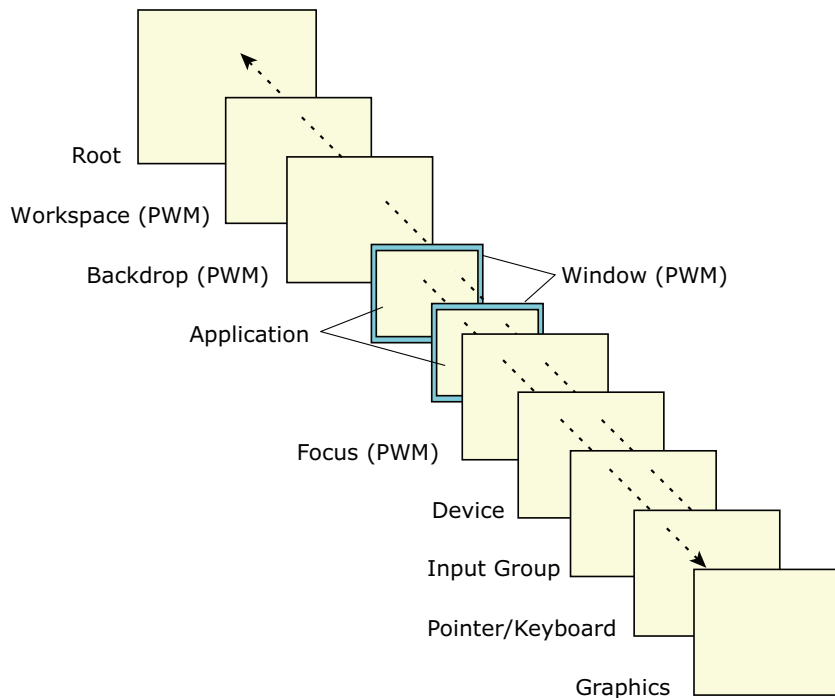 Root
Workspace (PWM)
Backdrop (PWM)
Window (PWM)
Application
Focus (PWM)
Device
Input Group
Pointer/Keyboard
Graphics